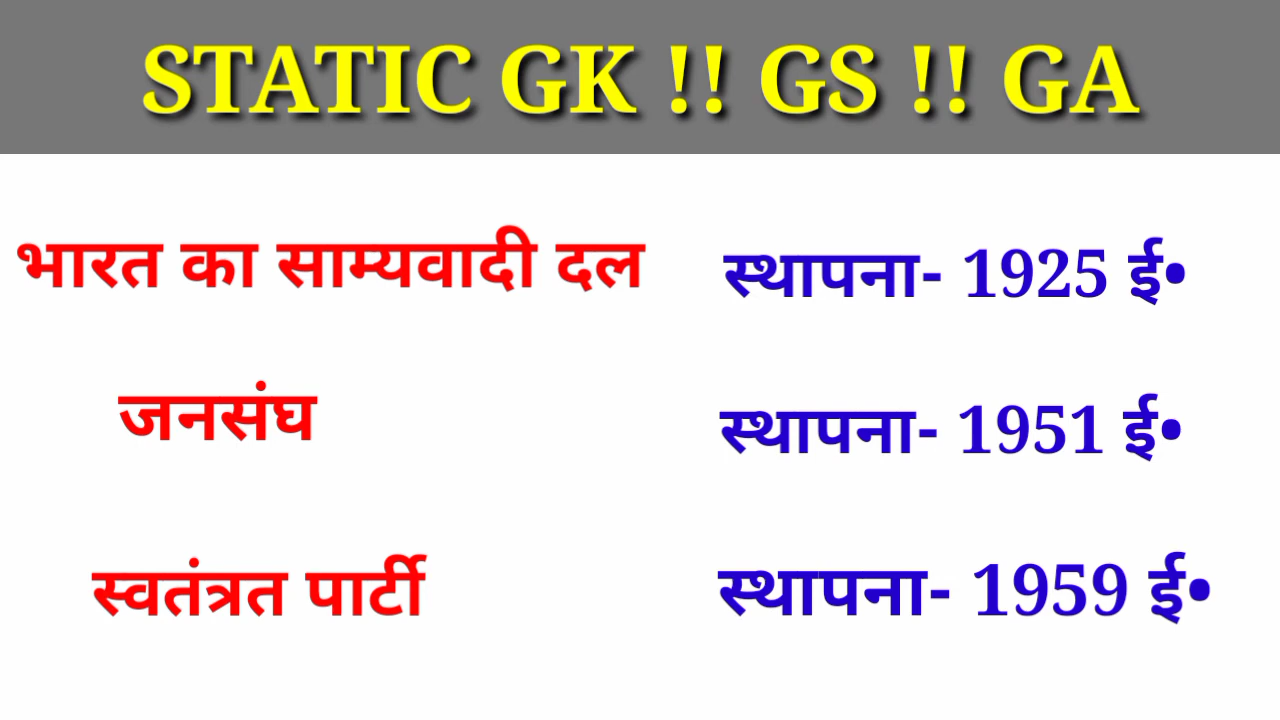 STATIC GK !! GS !! GA
भारत का साम्यवादी दल स्थापना- 1925 ई•
जनसंघ स्थापना- 1951 ई•
स्वतंत्रत पार्टी स्थापना- 1959 ई•